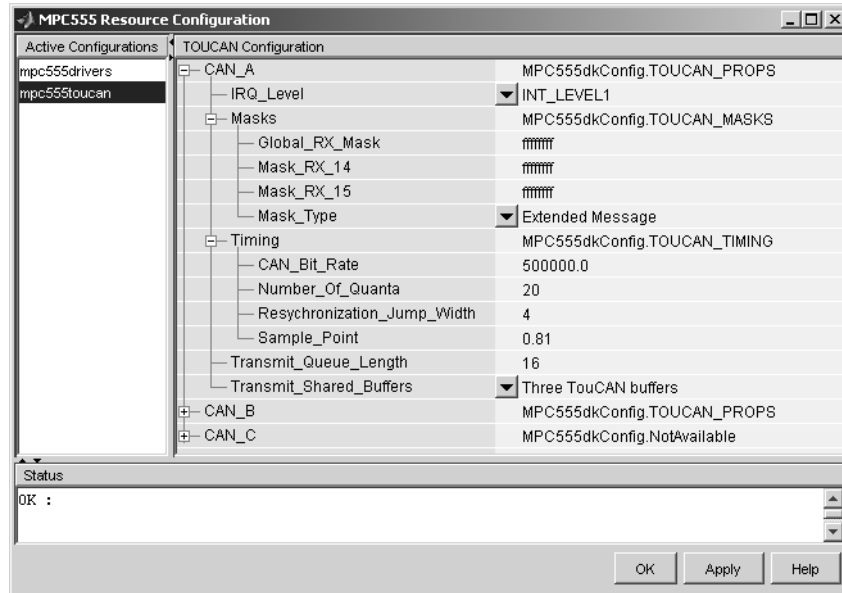 MPC555 Resource Configuration
Active Configurations
TOUCAN Configuration
mpc555drivers
mpc555toucan
CAN_A MPC555dkConfig.TOUCAN_PROPS
IRQ_Level INT_LEVEL1
Masks MPC555dkConfig.TOUCAN_MASKS
Global_RX_Mask ffffffff
Mask_RX_14 ffffffff
Mask_RX_15 ffffffff
Mask_Type Extended Message
Timing MPC555dkConfig.TOUCAN_TIMING
CAN_Bit_Rate 500000.0
Number_Of_Quanta 20
Resychronization_Jump_Width 4
Sample_Point 0.81
Transmit_Queue_Length 16
Transmit_Shared_Buffers Three TouCAN buffers
CAN_B MPC555dkConfig.TOUCAN_PROPS
CAN_C MPC555dkConfig.NotAvailable
Status
OK :
OK Apply Help